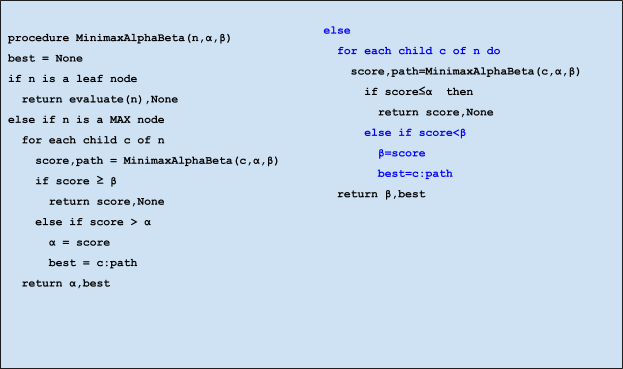 procedure MinimaxAlphaBeta(n,α,β)
best = None
if n is a leaf node
return evaluate(n),None
else if n is a MAX node
for each child c of n
score,path = MinimaxAlphaBeta(c,α,β)
if score ≥ β
return score,None
else if score > α
α = score
best = c:path
return α,best
else
for each child c of n do
score,path=MinimaxAlphaBeta(c,α,β)
if score≤α then
return score,None
else if score<β
β=score
best=c:path
return β,best